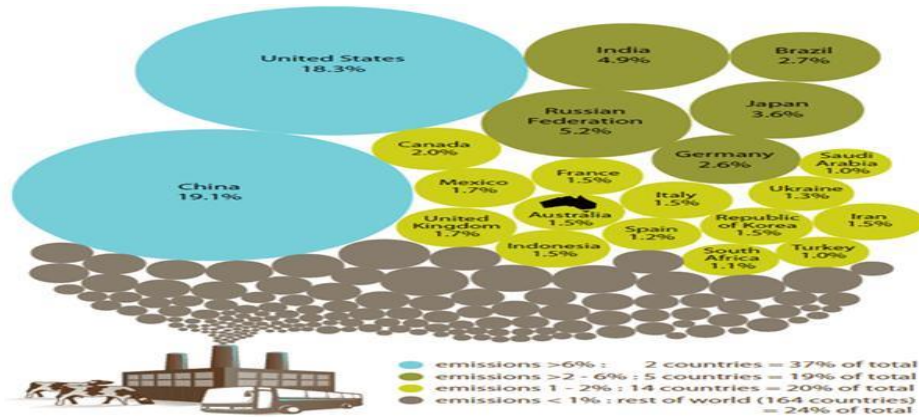 United States
18.3%
India
4.9%
Brazil
2.7%
Russian
Federation
5.2%
Japan
3.6%
Canada
2.0%
Germany
2.6%
Saudi
Arabia
1.0%
China
19.1%
Mexico
1.7%
France
1.5%
Italy
1.5%
Ukraine
1.3%
United
Kingdom
1.7%
Australia
1.5%
Spain
1.2%
Republic
of Korea
1.5%
Iran
1.5%
Indonesia
1.5%
South
Africa
1.1%
Turkey
1.0%
emissions >6% : 2 countries = 37% of total
emissions >2 - 6% : 5 countries = 19% of total
emissions 1 - 2% : 14 countries = 20% of total
emissions < 1% : rest of world (164 countries)
= 24% of total